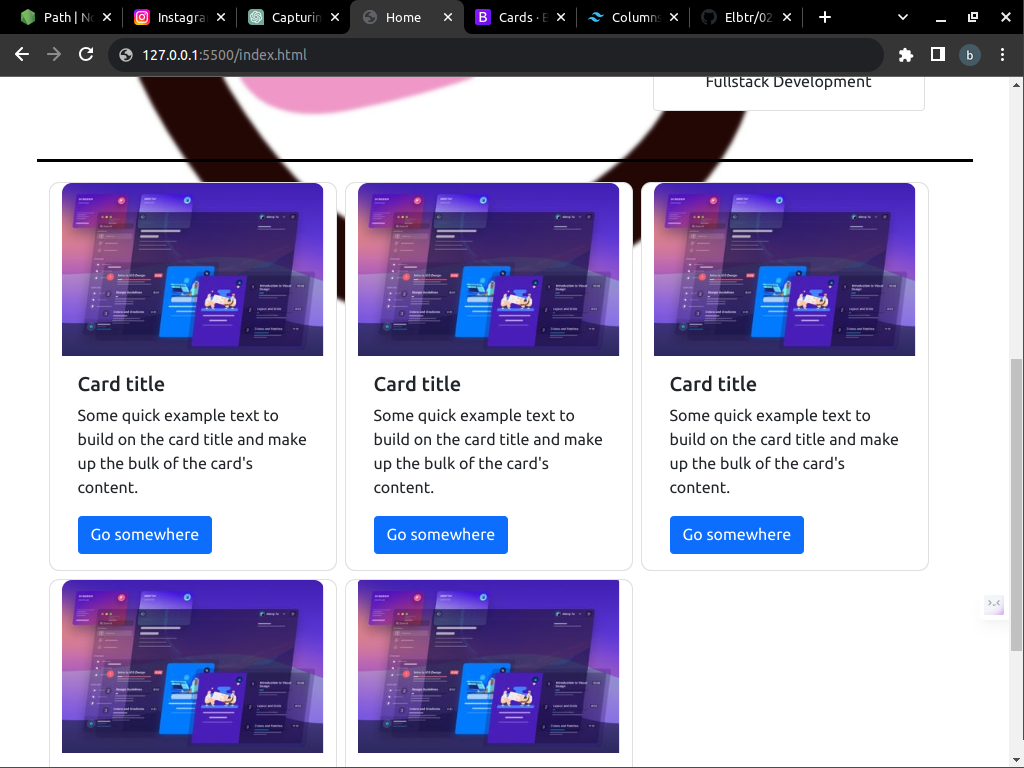 Path | No
Instagra
Capturin
Home
Cards · B
Columns
Elbtr/02
127.0.0.1:5500/index.html
b
Fullstack Development
Card title
Some quick example text to
build on the card title and make
up the bulk of the card's
content.
Go somewhere
Card title
Some quick example text to
build on the card title and make
up the bulk of the card's
content.
Go somewhere
Card title
Some quick example text to
build on the card title and make
up the bulk of the card's
content.
Go somewhere